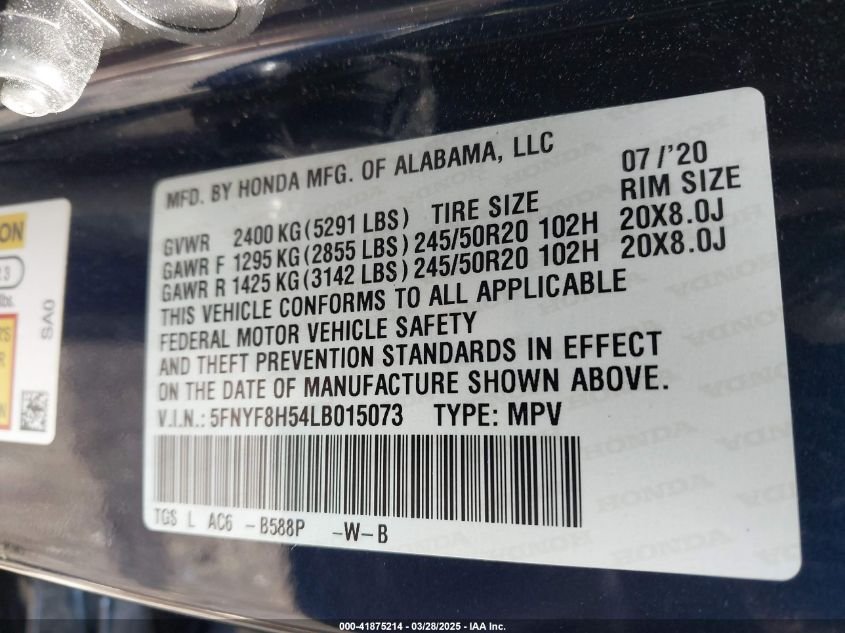 MFD. BY HONDA MFG. OF ALABAMA, LLC 07/'20
GVWR 2400 KG (5291 LBS) TIRE SIZE RIM SIZE
GAWR F 1295 KG (2855 LBS) 245/50R20 102H 20X8.0J
GAWR R 1425 KG (3142 LBS) 245/50R20 102H 20X8.0J
THIS VEHICLE CONFORMS TO ALL APPLICABLE
FEDERAL MOTOR VEHICLE SAFETY
AND THEFT PREVENTION STANDARDS IN EFFECT
ON THE DATE OF MANUFACTURE SHOWN ABOVE.
V.I.N.: 5FNYF8H54LB015073 TYPE: MPV
TGS L AC6 -B588P -W-B
SA0
lbs.
000-41875214 - 03/28/2025 - IAA Inc.